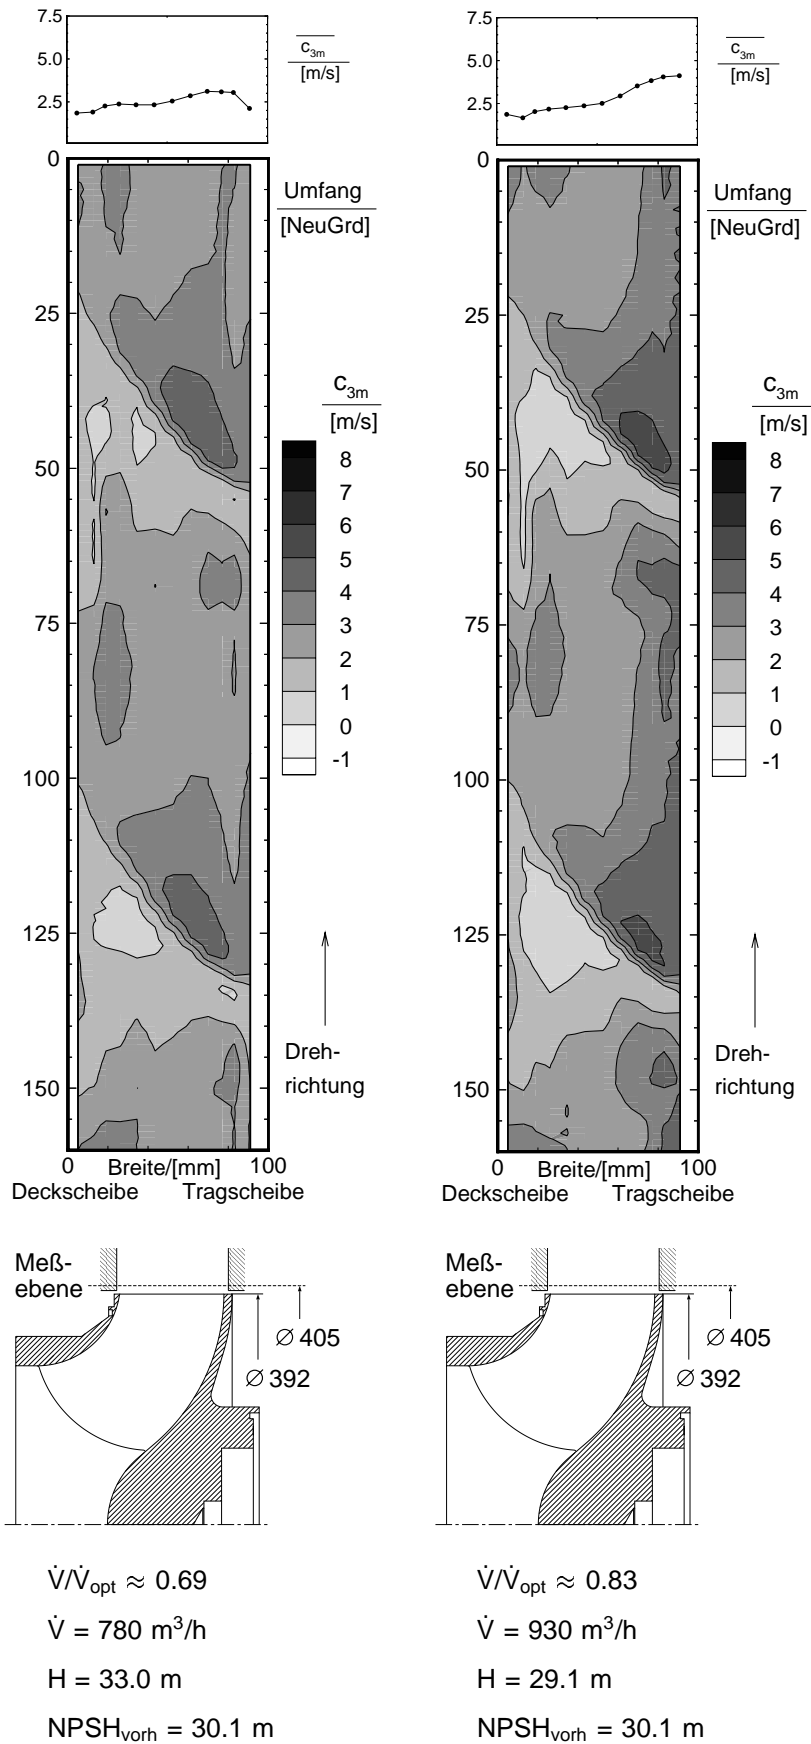 7.5
5.0
2.5
c3m
[m/s]
0
25
50
75
100
125
150
Umfang
[NeuGrd]
c3m
[m/s]
8
7
6
5
4
3
2
1
0
-1
Dreh-
richtung
0 Breite/[mm] 100
Deckscheibe Tragscheibe
Meß-
ebene
∅ 405
∅ 392
V̇/V̇opt ≈ 0.69
V̇ = 780 m³/h
H = 33.0 m
NPSHvorh = 30.1 m
7.5
5.0
2.5
c3m
[m/s]
0
25
50
75
100
125
150
Umfang
[NeuGrd]
c3m
[m/s]
8
7
6
5
4
3
2
1
0
-1
Dreh-
richtung
0 Breite/[mm] 100
Deckscheibe Tragscheibe
Meß-
ebene
∅ 405
∅ 392
V̇/V̇opt ≈ 0.83
V̇ = 930 m³/h
H = 29.1 m
NPSHvorh = 30.1 m